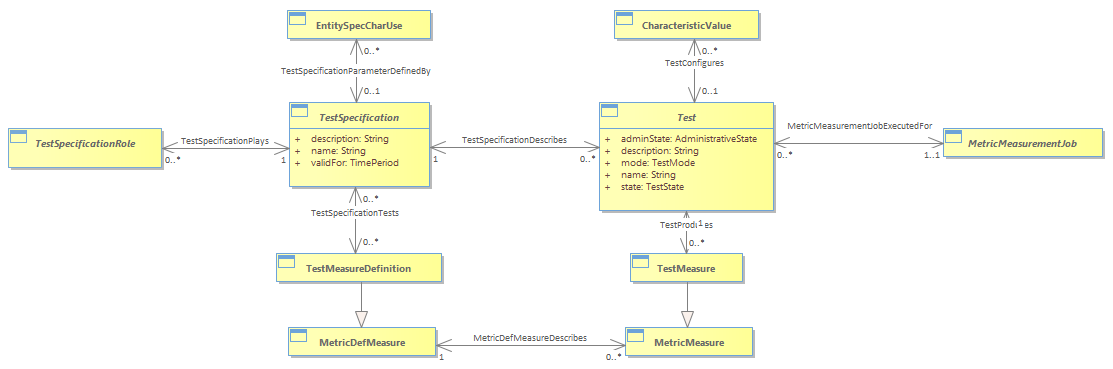 EntitySpecCharUse
CharacteristicValue
0..*
0..*
TestSpecificationParameterDefinedBy
TestConfigures
0..1
0..1
TestSpecification
+ description: String
+ name: String
+ validFor: TimePeriod
Test
+ adminState: AdministrativeState
+ description: String
+ mode: TestMode
+ name: String
+ state: TestState
TestSpecificationRole
TestSpecificationPlays
0..*
1
TestSpecificationDescribes
1
0..*
MetricMeasurementJobExecutedFor
0..*
1..1
MetricMeasurementJob
0..*
TestSpecificationTests
0..*
1
0..*
TestMeasureDefinition
TestMeasure
MetricDefMeasure
MetricDefMeasureDescribes
1
0..*
MetricMeasure